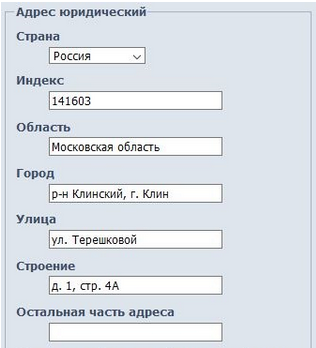 Адрес юридический
Страна
Россия
Индекс
141603
Область
Московская область
Город
р-н Клинский, г. Клин
Улица
ул. Терешковой
Строение
д. 1, стр. 4А
Остальная часть адреса